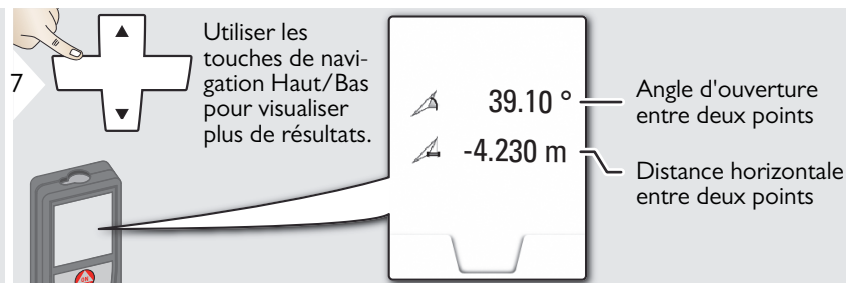 7
Utiliser les
touches de navi-
gation Haut/Bas
pour visualiser
plus de résultats.
39.10 °
Angle d'ouverture
entre deux points
-4.230 m
Distance horizontale
entre deux points